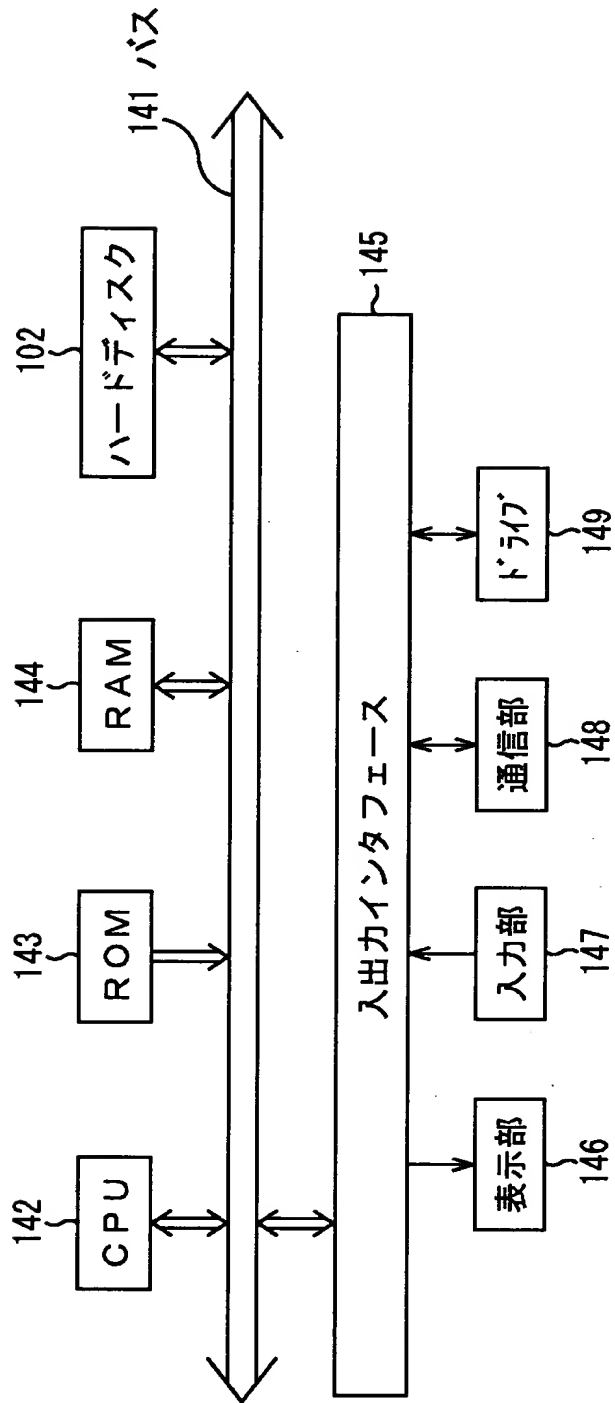 142
CPU
143
ROM
144
RAM
102
ハードディスク
141 バス
145
入出力インタフェース
表示部
146
入力部
147
通信部
148
ドライブ
149